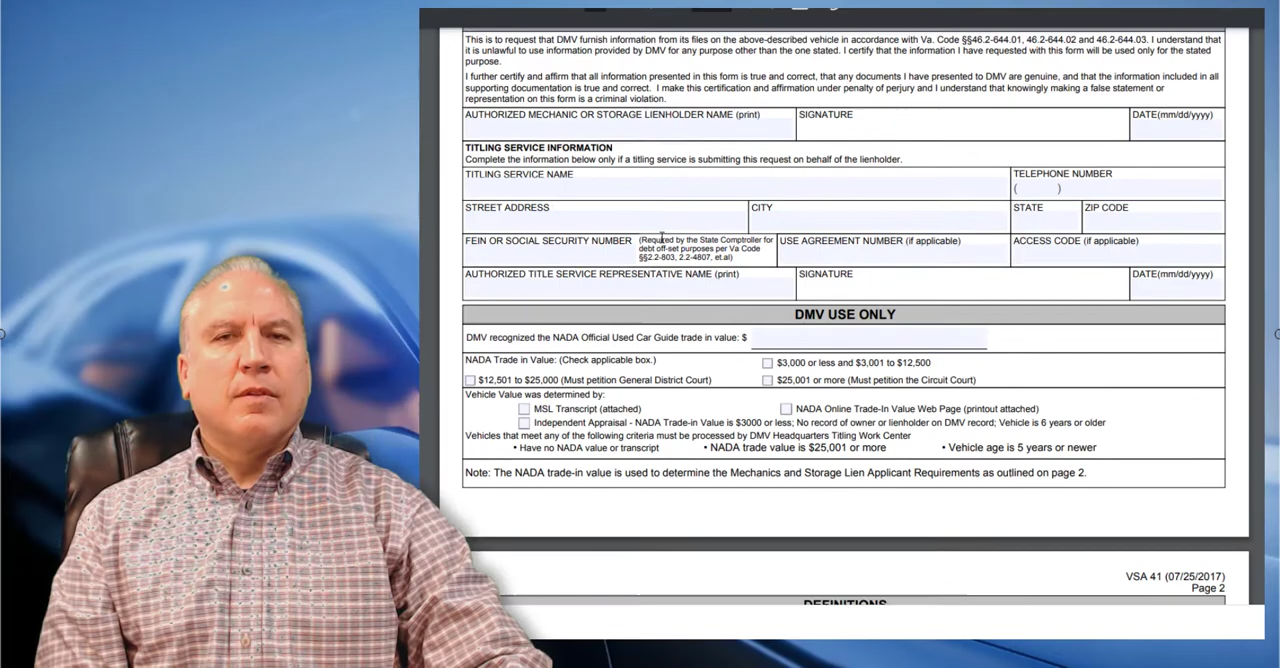 This is to request that DMV furnish information from its files on the above-described vehicle in accordance with Va. Code §§46.2-644.01, 46.2-644.02 and 46.2-644.03. I understand that
it is unlawful to use information provided by DMV for any purpose other than the one stated. I certify that the information I have requested with this form will be used only for the stated
purpose.
I further certify and affirm that all information presented in this form is true and correct, that any documents I have presented to DMV are genuine, and that the information included in all
supporting documentation is true and correct. I make this certification and affirmation under penalty of perjury and I understand that knowingly making a false statement or
representation on this form is a criminal violation.
AUTHORIZED MECHANIC OR STORAGE LIENHOLDER NAME (print) SIGNATURE DATE(mm/dd/yyyy)
TITLING SERVICE INFORMATION
Complete the information below only if a titling service is submitting this request on behalf of the lienholder.
TITLING SERVICE NAME TELEPHONE NUMBER
( )
STREET ADDRESS CITY STATE ZIP CODE
FEIN OR SOCIAL SECURITY NUMBER (Required by the State Comptroller for USE AGREEMENT NUMBER (if applicable) ACCESS CODE (if applicable)
debt off-set purposes per Va Code
§§2.2-803, 2.2-4807, et.al)
AUTHORIZED TITLE SERVICE REPRESENTATIVE NAME (print) SIGNATURE DATE(mm/dd/yyyy)
DMV USE ONLY
DMV recognized the NADA Official Used Car Guide trade in value: $
NADA Trade in Value: (Check applicable box.) $3,000 or less and $3,001 to $12,500
$12,501 to $25,000 (Must petition General District Court) $25,001 or more (Must petition the Circuit Court)
Vehicle Value was determined by:
MSL Transcript (attached) NADA Online Trade-In Value Web Page (printout attached)
Independent Appraisal - NADA Trade-in Value is $3000 or less; No record of owner or lienholder on DMV record; Vehicle is 6 years or older
Vehicles that meet any of the following criteria must be processed by DMV Headquarters Titling Work Center
• Have no NADA value or transcript • NADA trade value is $25,001 or more • Vehicle age is 5 years or newer
Note: The NADA trade-in value is used to determine the Mechanics and Storage Lien Applicant Requirements as outlined on page 2.
VSA 41 (07/25/2017)
Page 2
DEFINITIONS